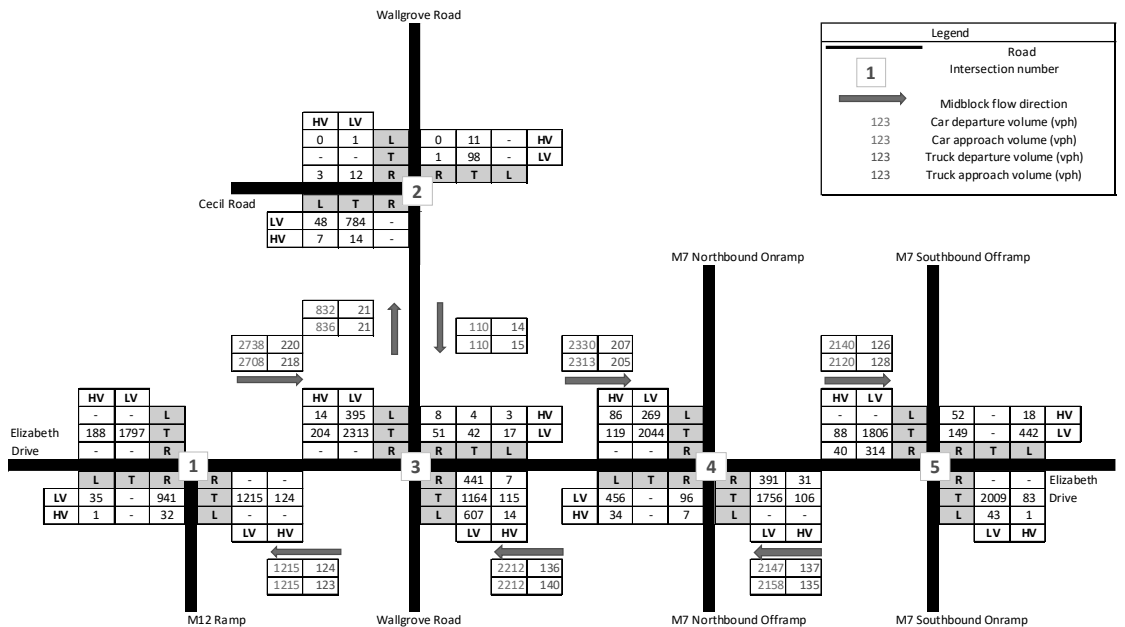 Wallgrove Road
Legend
Road
1 Intersection number
Midblock flow direction
123 Car departure volume (vph)
123 Car approach volume (vph)
123 Truck departure volume (vph)
123 Truck approach volume (vph)
HV LV
0 1 L 0 11 - HV
- - T 1 98 - LV
3 12 R R T L
2
Cecil Road
L T R
LV 48 784 -
HV 7 14 -
M7 Northbound Onramp
M7 Southbound Offramp
832 21
836 21
110 14
110 15
2738 220
2708 218
2330 207
2313 205
2140 126
2120 128
HV LV
- - L
188 1797 T
- - R
Elizabeth
Drive
1
L T R
LV 35 - 941
HV 1 - 32
R - -
T 1215 124
L - -
LV HV
HV LV
14 395 L 8 4 3 HV
204 2313 T 51 42 17 LV
- - R R T L
3
R 441 7
T 1164 115
L 607 14
LV HV
HV LV
86 269 L
119 2044 T
- - R
4
L T R
LV 456 - 96
HV 34 - 7
R 391 31
T 1756 106
L - -
LV HV
HV LV
- - L 52 - 18 HV
88 1806 T 149 - 442 LV
40 314 R R T L
5
R - - Elizabeth
T 2009 83 Drive
L 43 1
LV HV
1215 124
1215 123
2212 136
2212 140
2147 137
2158 135
M12 Ramp
Wallgrove Road
M7 Northbound Offramp
M7 Southbound Onramp